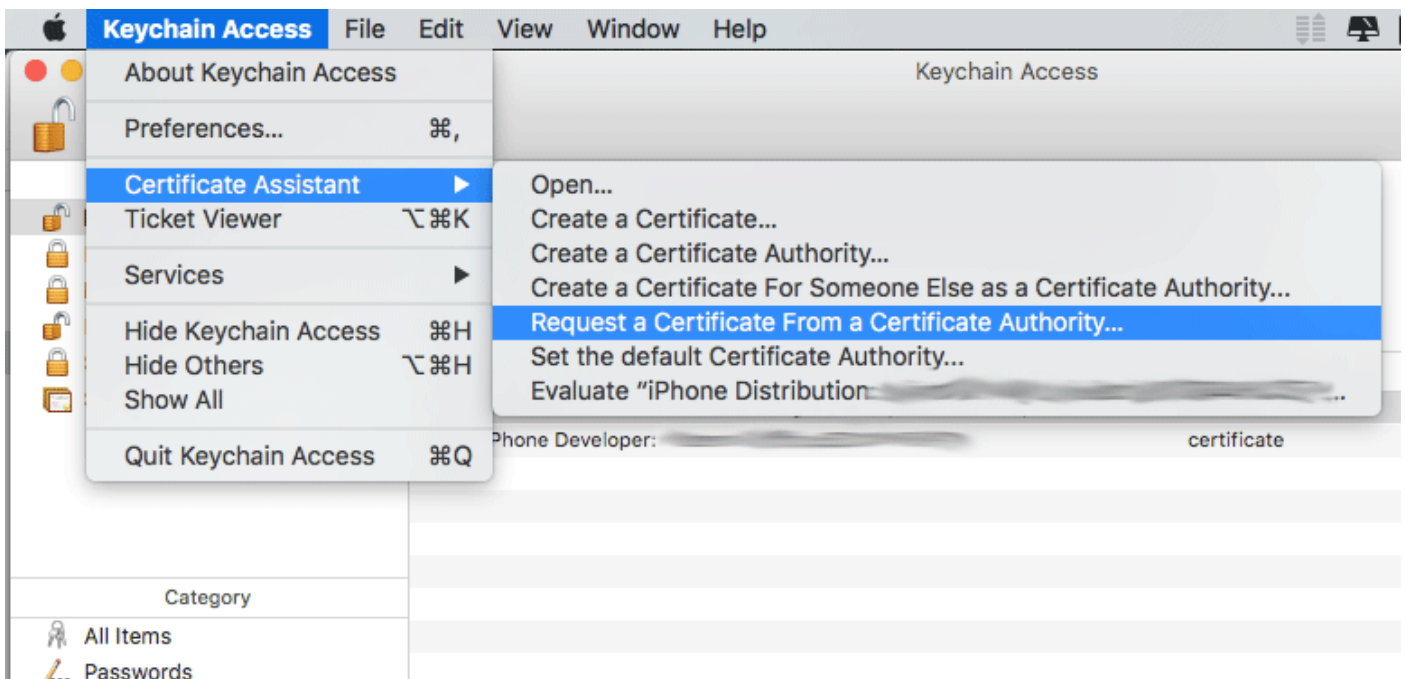 Keychain Access File Edit View Window Help
About Keychain Access
Keychain Access
Preferences... ⌘,
Certificate Assistant ▶
Ticket Viewer ⌥⌘K
Services ▶
Hide Keychain Access ⌘H
Hide Others ⌥⌘H
Show All
Quit Keychain Access ⌘Q
Open...
Create a Certificate...
Create a Certificate Authority...
Create a Certificate For Someone Else as a Certificate Authority...
Request a Certificate From a Certificate Authority...
Set the default Certificate Authority...
Evaluate “iPhone Distribution: ...
Phone Developer: certificate
Category
All Items
Passwords